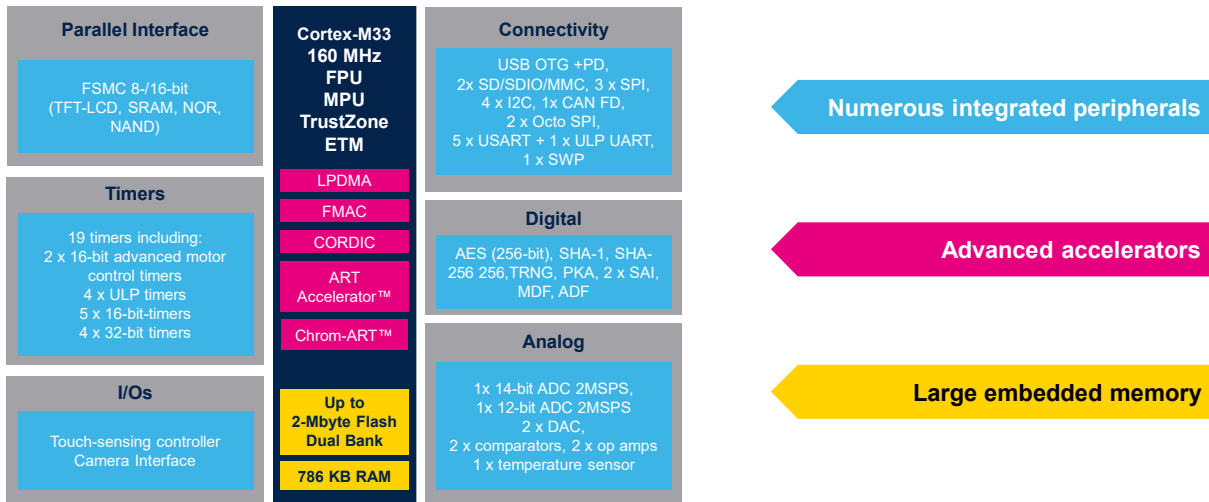 Parallel Interface
FSMC 8-/16-bit
(TFT-LCD, SRAM, NOR,
NAND)
Timers
19 timers including:
2 x 16-bit advanced motor
control timers
4 x ULP timers
5 x 16-bit-timers
4 x 32-bit timers
I/Os
Touch-sensing controller
Camera Interface
Cortex-M33
160 MHz
FPU
MPU
TrustZone
ETM
LPDMA
FMAC
CORDIC
ART
Accelerator™
Chrom-ART™
Up to
2-Mbyte Flash
Dual Bank
786 KB RAM
Connectivity
USB OTG +PD,
2x SD/SDIO/MMC, 3 x SPI,
4 x I2C, 1x CAN FD,
2 x Octo SPI,
5 x USART + 1 x ULP UART,
1 x SWP
Digital
AES (256-bit), SHA-1, SHA-
256 256,TRNG, PKA, 2 x SAI,
MDF, ADF
Analog
1x 14-bit ADC 2MSPS,
1x 12-bit ADC 2MSPS
2 x DAC,
2 x comparators, 2 x op amps
1 x temperature sensor
Numerous integrated peripherals
Advanced accelerators
Large embedded memory